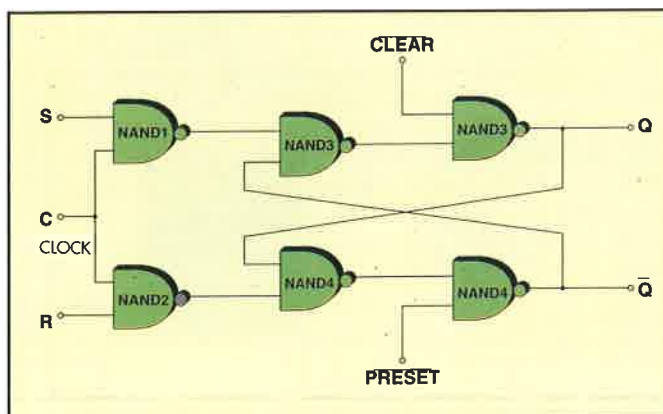 CLEAR
S
NAND1
NAND3
NAND3
Q
C
CLOCK
NAND2
NAND4
NAND4
Q̅
R
PRESET